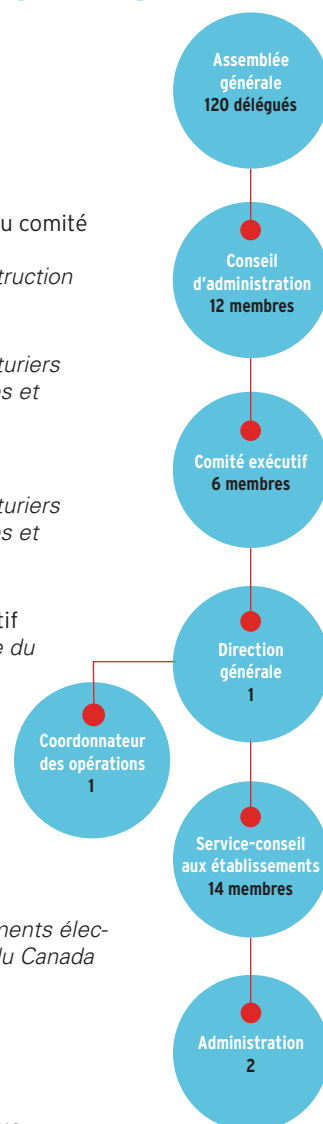 Assemblée
générale
120 délégués
u comité
truction
Conseil
d'administration
12 membres
turiers
s et
Comité exécutif
6 membres
turiers
s et
tif
e du
Direction
générale
1
Coordonnateur
des opérations
1
Service-conseil
aux établissements
14 membres
ments élec-
du Canada
Administration
2